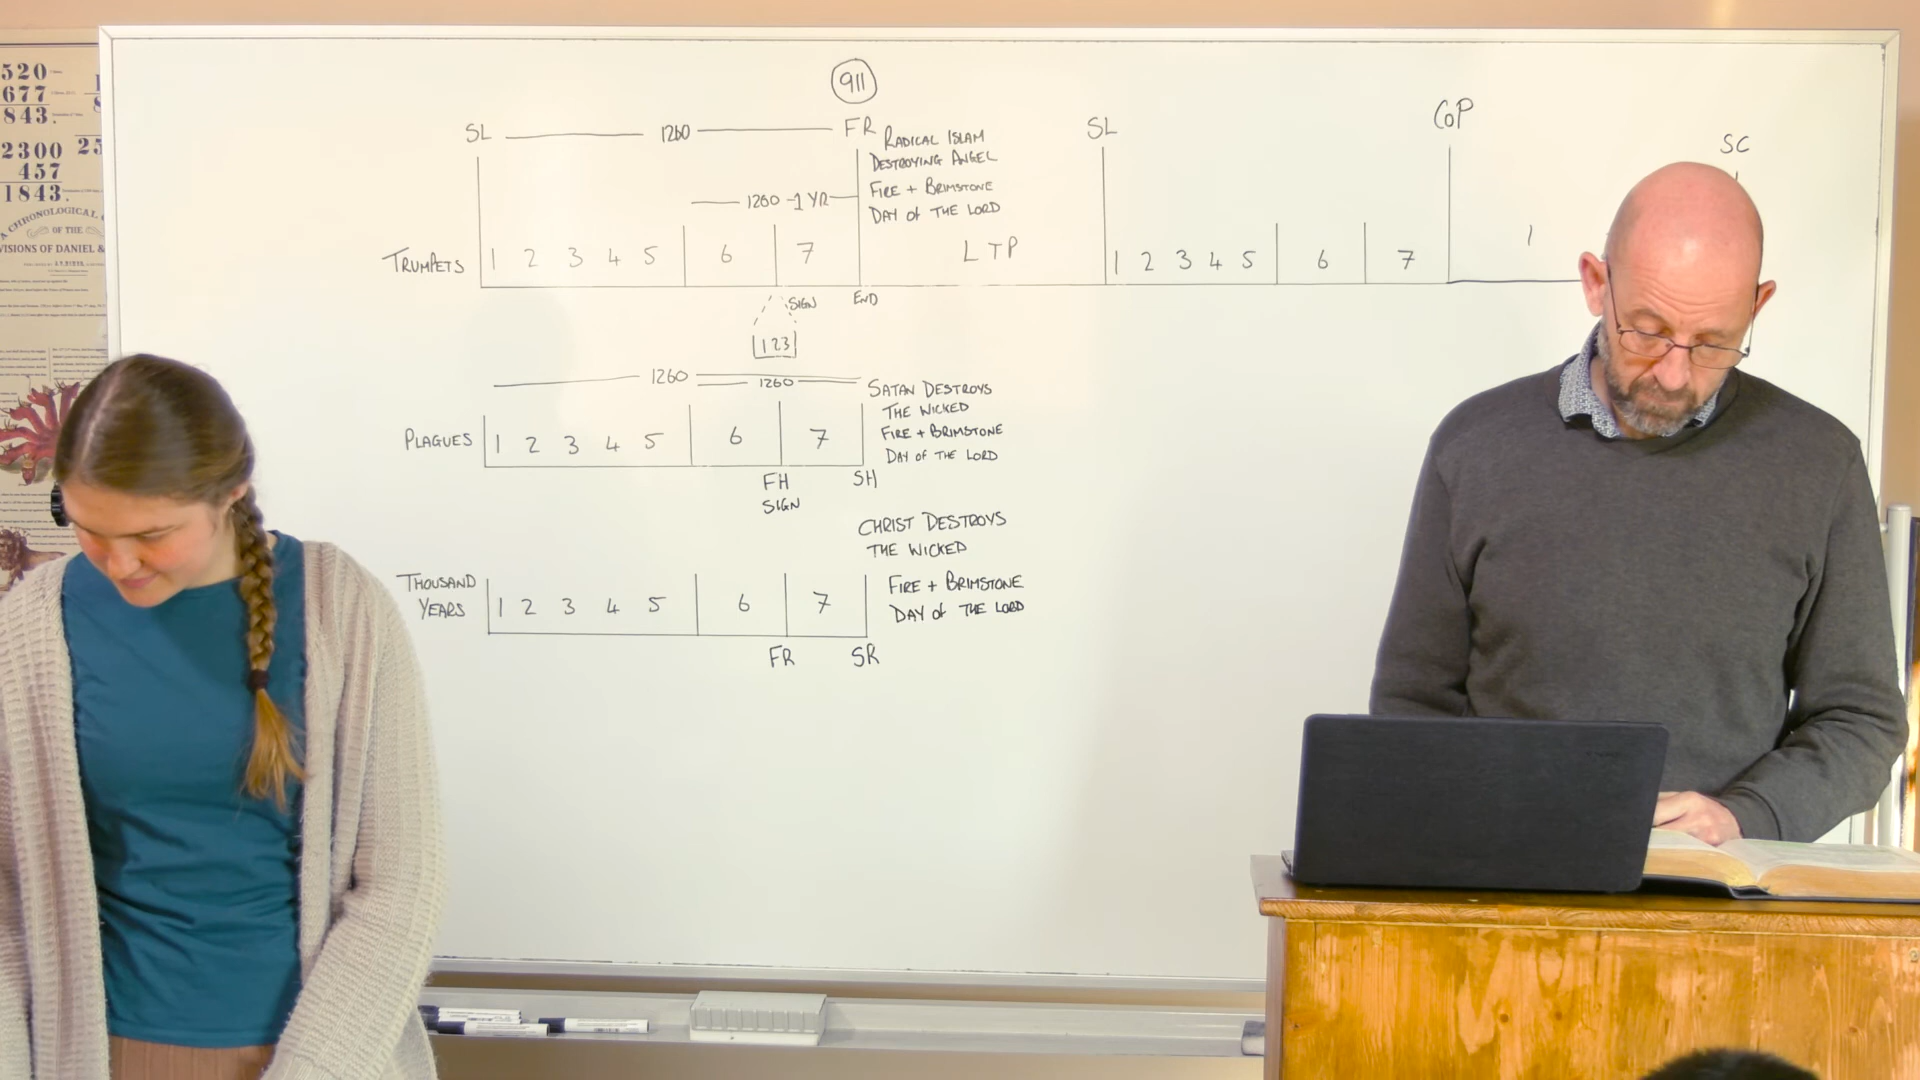 520
677
843.
2300
457
1843.
25
A CHRONOLOGICAL
OF THE
VISIONS OF DANIEL &
911
SL 1260 FR
RADICAL ISLAM
DESTROYING ANGEL
FIRE + BRIMSTONE
DAY of THE LORD
1260 -1 YR
TRUMPETS 1 2 3 4 5 6 7
SIGN END
123
LTP
SL CoP SC
1 2 3 4 5 6 7 1
1260 1260
SATAN DESTROYS
THE WICKED
FIRE + BRIMSTONE
DAY OF THE LORD
PLAGUES 1 2 3 4 5 6 7
FH SH
SIGN
CHRIST DESTROYS
THE WICKED
FIRE + BRIMSTONE
DAY of THE LORD
THOUSAND
YEARS 1 2 3 4 5 6 7
FR SR